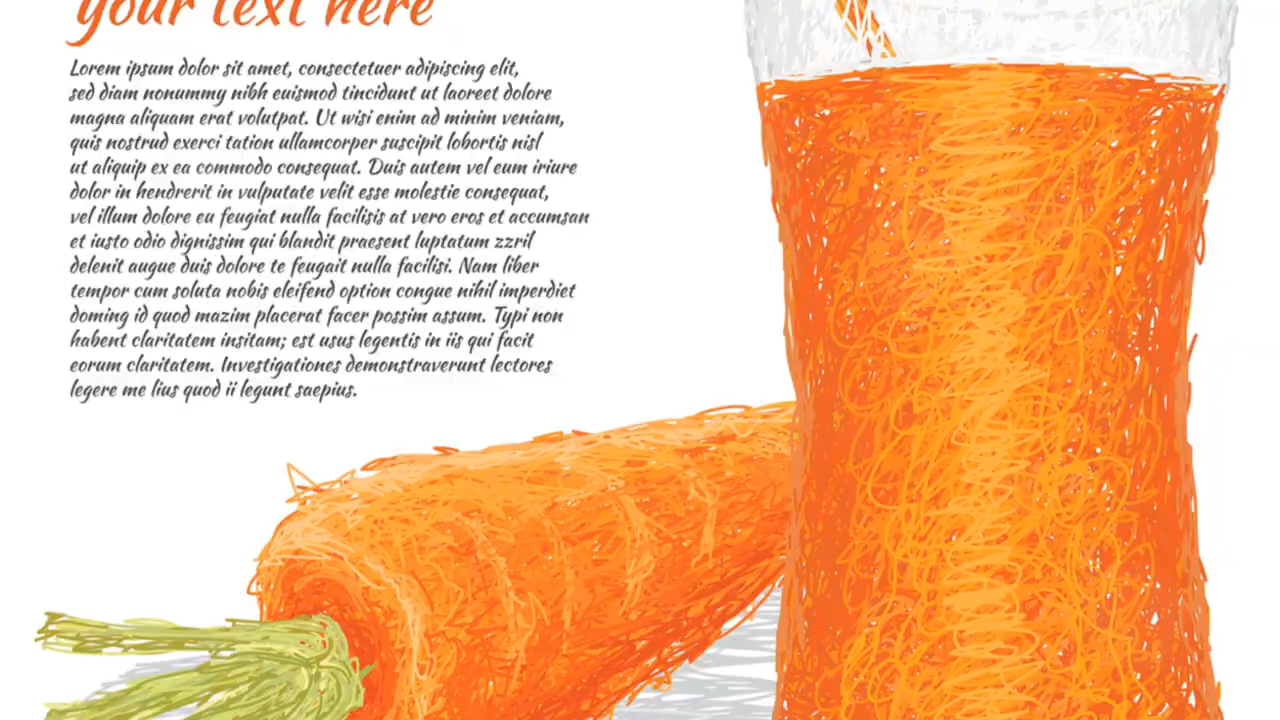 your text here
Lorem ipsum dolor sit amet, consectetuer adipiscing elit,
sed diam nonummy nibh euismod tincidunt ut laoreet dolore
magna aliquam erat volutpat. Ut wisi enim ad minim veniam,
quis nostrud exerci tation ullamcorper suscipit lobortis nisl
ut aliquip ex ea commodo consequat. Duis autem vel eum iriure
dolor in hendrerit in vulputate velit esse molestie consequat,
vel illum dolore eu feugiat nulla facilisis at vero eros et accumsan
et iusto odio dignissim qui blandit praesent luptatum zzril
delenit augue duis dolore te feugait nulla facilisi. Nam liber
tempor cum soluta nobis eleifend option congue nihil imperdiet
doming id quod mazim placerat facer possim assum. Typi non
habent claritatem insitam; est usus legentis in iis qui facit
eorum claritatem. Investigationes demonstraverunt lectores
legere me lius quod ii legunt saepius.